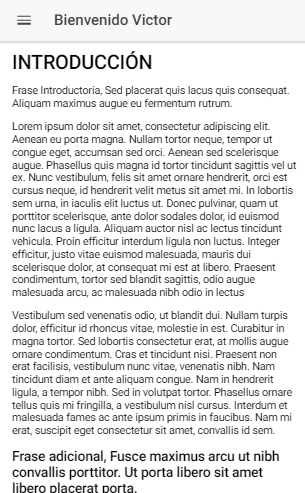 Bienvenido Victor
INTRODUCCIÓN
Frase Introductoria, Sed placerat quis lacus quis consequat.
Aliquam maximus augue eu fermentum rutrum.
Lorem ipsum dolor sit amet, consectetur adipiscing elit.
Aenean eu porta magna. Nullam tortor neque, tempor ut
congue eget, accumsan sed orci. Aenean sed scelerisque
augue. Phasellus quis magna id tortor tincidunt sagittis vel ut
ex. Nunc vestibulum, felis sit amet ornare hendrerit, orci est
cursus neque, id hendrerit velit metus sit amet mi. In lobortis
sem urna, in iaculis elit luctus ut. Donec pulvinar, quam ut
porttitor scelerisque, ante dolor sodales dolor, id euismod
nunc lacus a ligula. Aliquam auctor nisl ac lectus tincidunt
vehicula. Proin efficitur interdum ligula non luctus. Integer
efficitur, justo vitae euismod malesuada, mauris dui
scelerisque dolor, at consequat mi est at libero. Praesent
condimentum, tortor sed blandit sagittis, odio augue
malesuada arcu, ac malesuada nibh odio in lectus
Vestibulum sed venenatis odio, ut blandit dui. Nullam turpis
dolor, efficitur id rhoncus vitae, molestie in est. Curabitur in
magna tortor. Sed lobortis consectetur erat, at mollis augue
ornare condimentum. Cras et tincidunt nisi. Praesent non
erat facilisis, vestibulum nunc vitae, venenatis nibh. Nam
tincidunt diam et ante aliquam congue. Nam in hendrerit
ligula, a tempor nibh. Sed in volutpat tortor. Phasellus ornare
tellus quis mi fringilla, a vestibulum nisl cursus. Interdum et
malesuada fames ac ante ipsum primis in faucibus. Nam mi
erat, suscipit eget consectetur sit amet, convallis id sem.
Frase adicional, Fusce maximus arcu ut nibh
convallis porttitor. Ut porta libero sit amet
libero placerat porta.